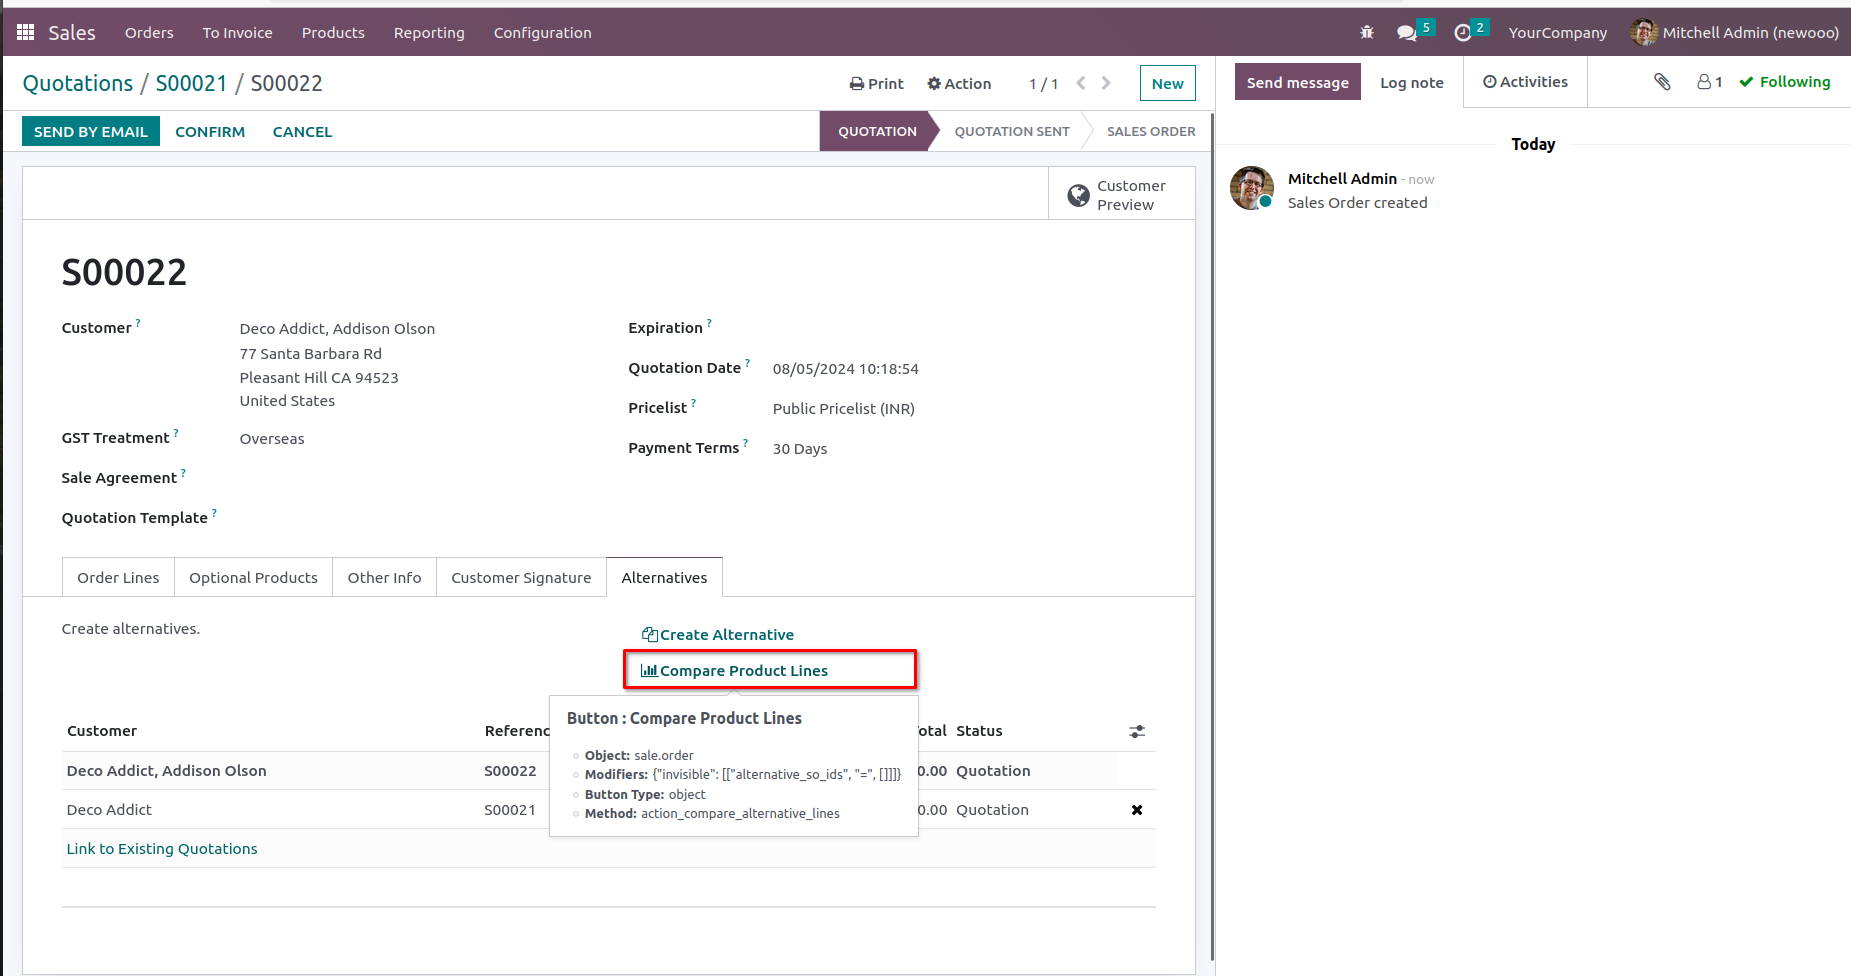 Sales Orders To Invoice Products Reporting Configuration 5 2 YourCompany Mitchell Admin (newooo)
Quotations / S00021 / S00022 Print Action 1 / 1 New
Send message Log note Activities 1 Following
SEND BY EMAIL CONFIRM CANCEL QUOTATION QUOTATION SENT SALES ORDER
Today
Mitchell Admin - now
Sales Order created
Customer
Preview
S00022
Customer ? Deco Addict, Addison Olson
77 Santa Barbara Rd
Pleasant Hill CA 94523
United States
GST Treatment ? Overseas
Sale Agreement ?
Quotation Template ?
Expiration ?
Quotation Date ? 08/05/2024 10:18:54
Pricelist ? Public Pricelist (INR)
Payment Terms ? 30 Days
Order Lines Optional Products Other Info Customer Signature Alternatives
Create alternatives.
Create Alternative
Compare Product Lines
Button : Compare Product Lines
Object: sale.order
Modifiers: {"invisible": [["alternative_so_ids", "=", []]]}
Button Type: object
Method: action_compare_alternative_lines
Customer Referenc otal Status
Deco Addict, Addison Olson S00022 0.00 Quotation
Deco Addict S00021 0.00 Quotation
Link to Existing Quotations